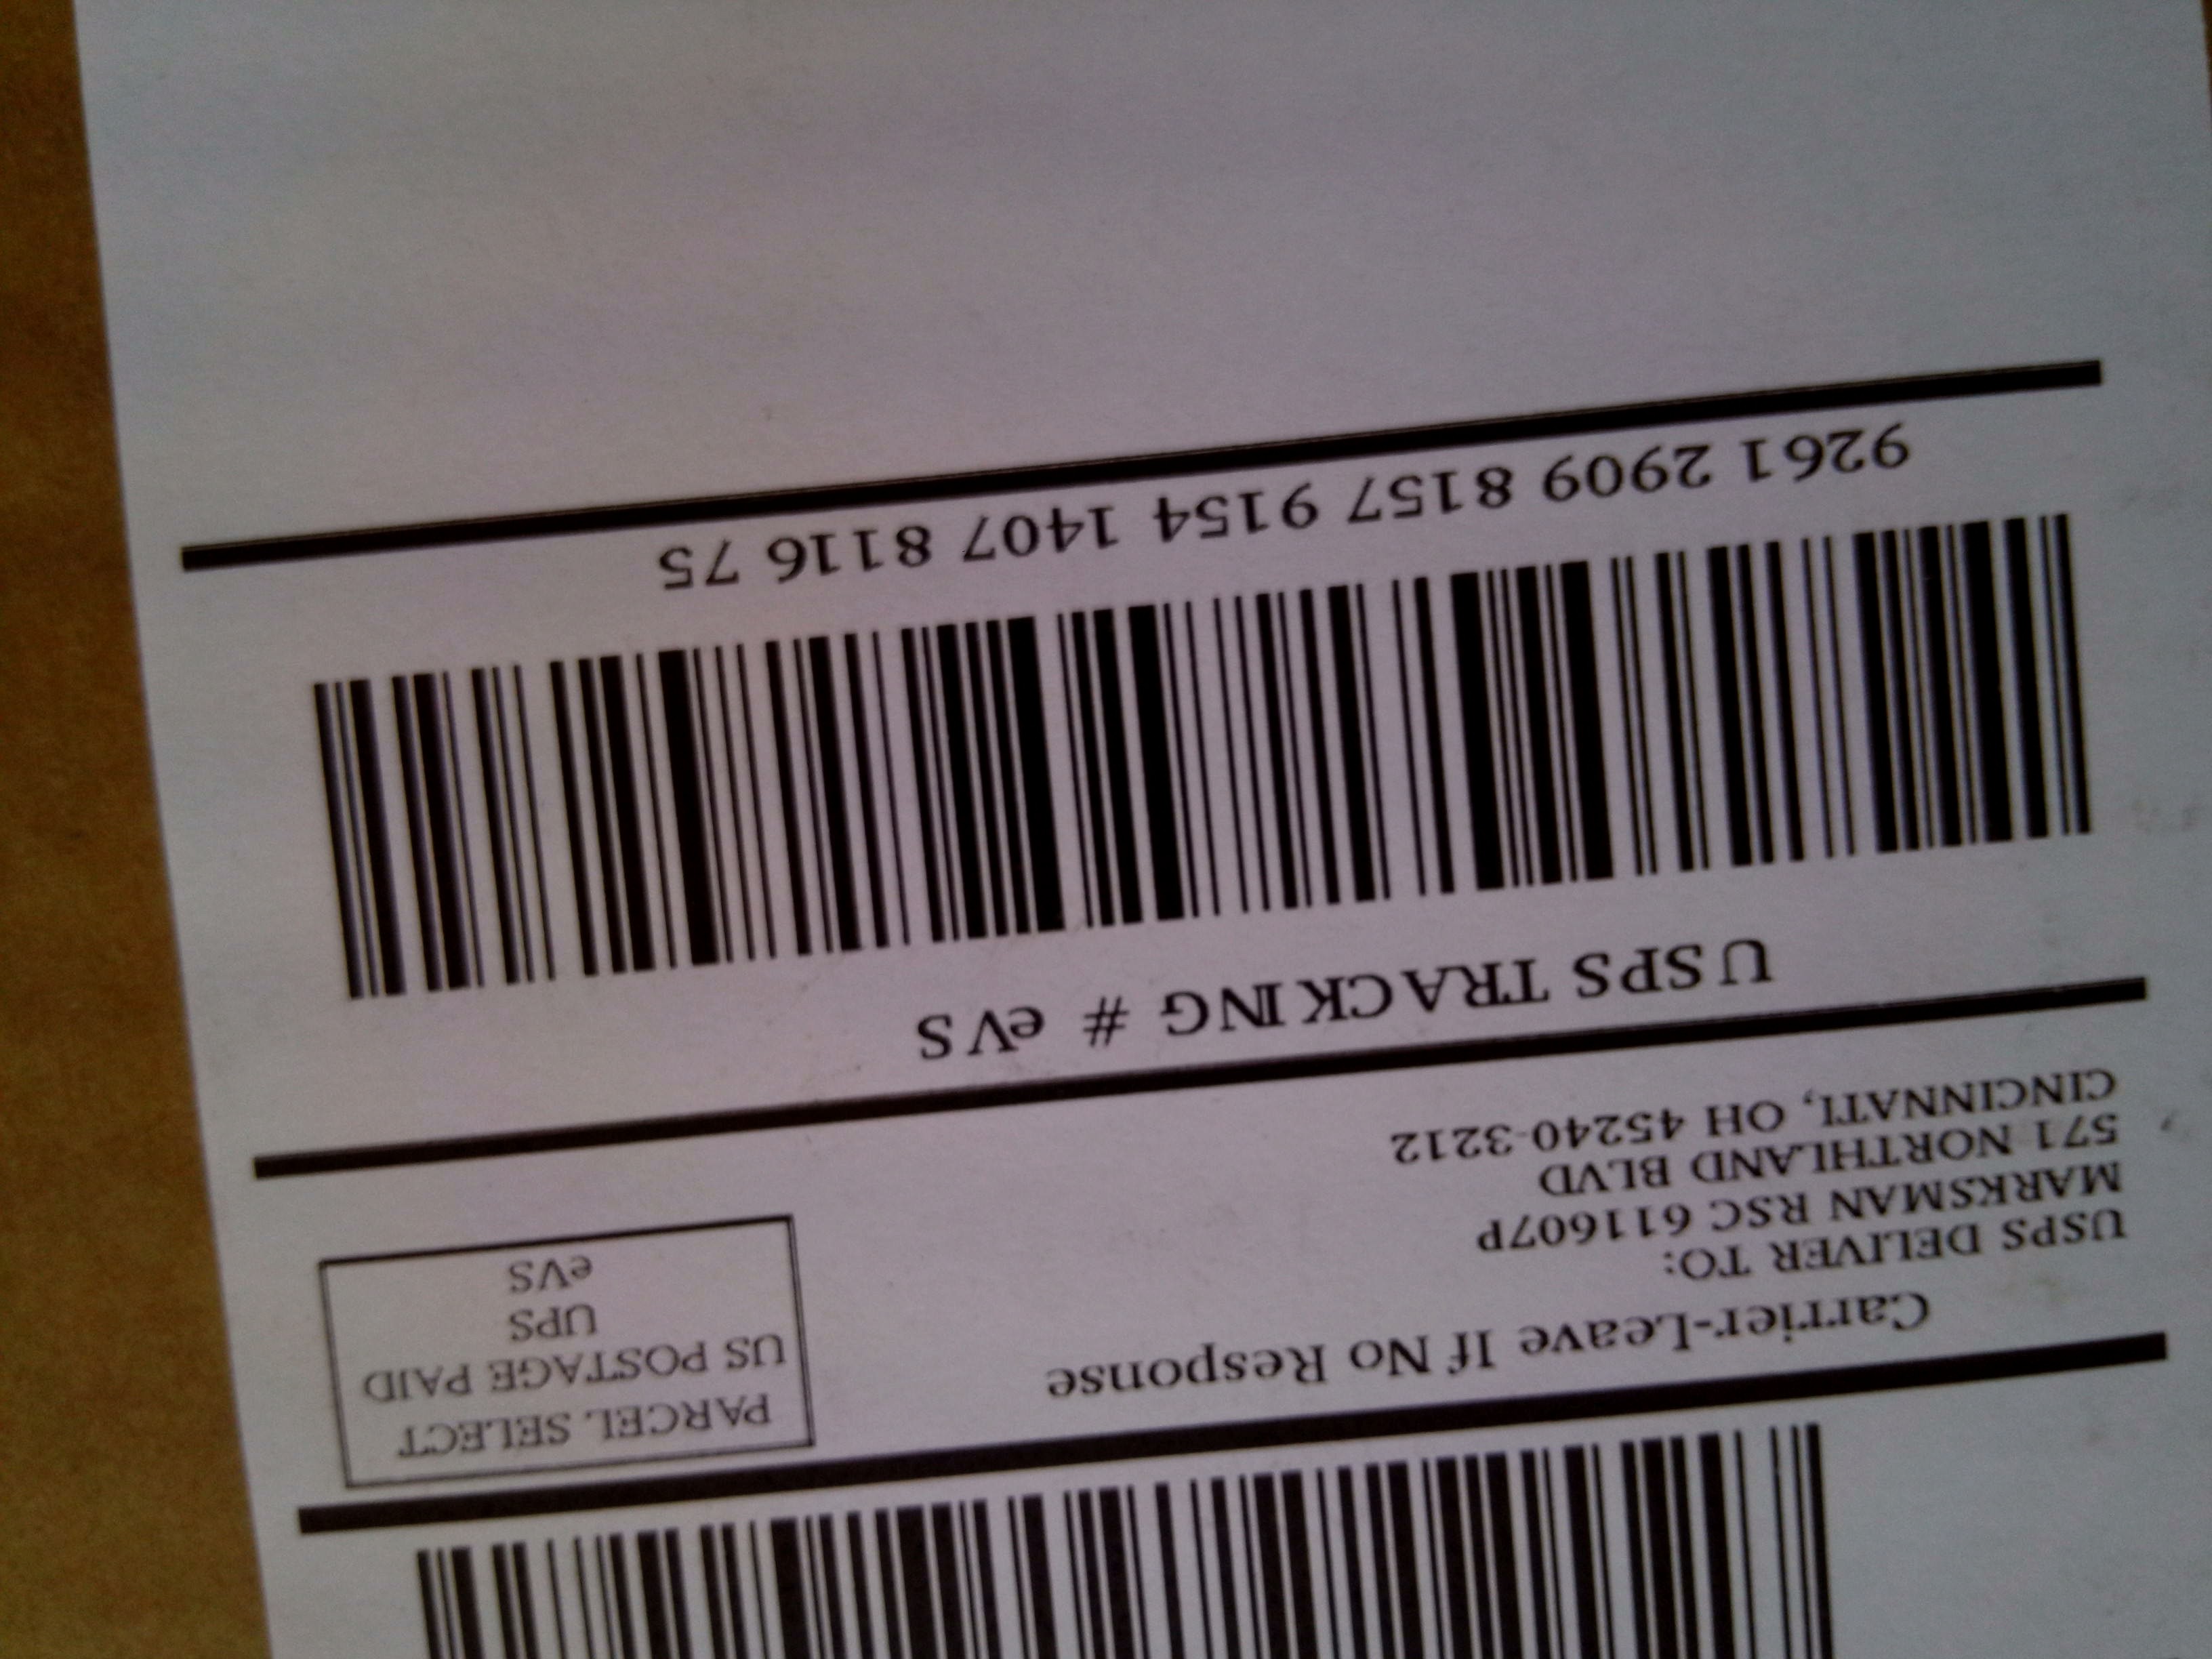 PARCEL SELECT
US POSTAGE PAID
UPS
eVS
Carrier-Leave If No Response
USPS DELIVER TO:
MARKSMAN RSC 611607P
571 NORTHLAND BLVD
CINCINNATI, OH 45240-3212
USPS TRACKING # eVS
9261 2909 8157 9154 1407 8116 75